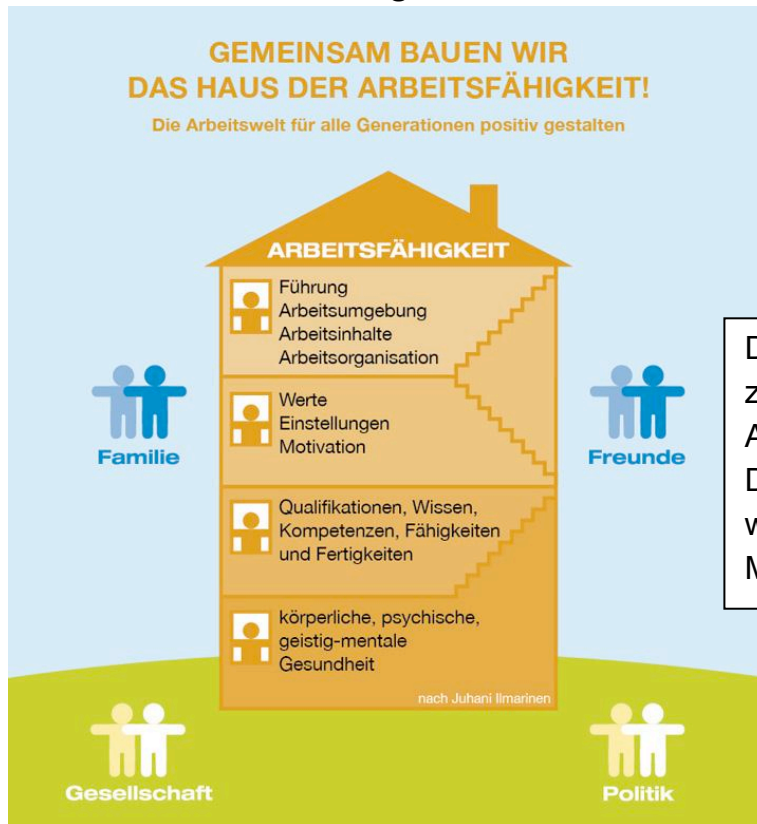 GEMEINSAM BAUEN WIR
DAS HAUS DER ARBEITSFÄHIGKEIT!
Die Arbeitswelt für alle Generationen positiv gestalten
ARBEITSFÄHIGKEIT
Führung
Arbeitsumgebung
Arbeitsinhalte
Arbeitsorganisation
Werte
Einstellungen
Motivation
Familie
Freunde
Qualifikationen, Wissen,
Kompetenzen, Fähigkeiten
und Fertigkeiten
körperliche, psychische,
geistig-mentale
Gesundheit
nach Juhani Ilmarinen
Gesellschaft
Politik